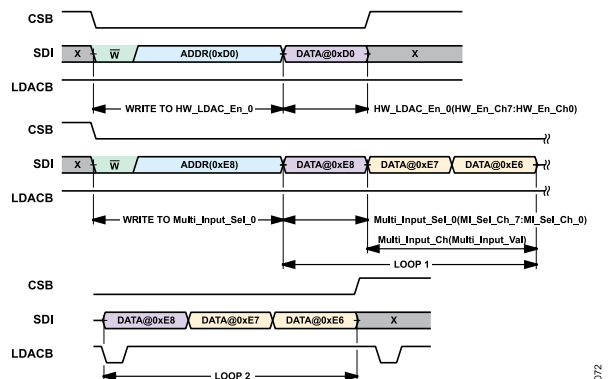 CSB
SDI X W ADDR(0xD0) DATA@0xD0 X
LDACB
WRITE TO HW_LDAC_En_0 HW_LDAC_En_0(HW_En_Ch7:HW_En_Ch0)
CSB
SDI X W ADDR(0xE8) DATA@0xE8 DATA@0xE7 DATA@0xE6
LDACB
WRITE TO Multi_Input_Sel_0 Multi_Input_Sel_0(MI_Sel_Ch_7:MI_Sel_Ch_0)
Multi_Input_Ch(Multi_Input_Val)
LOOP 1
CSB
SDI DATA@0xE8 DATA@0xE7 DATA@0xE6 X
LDACB
LOOP 2
072